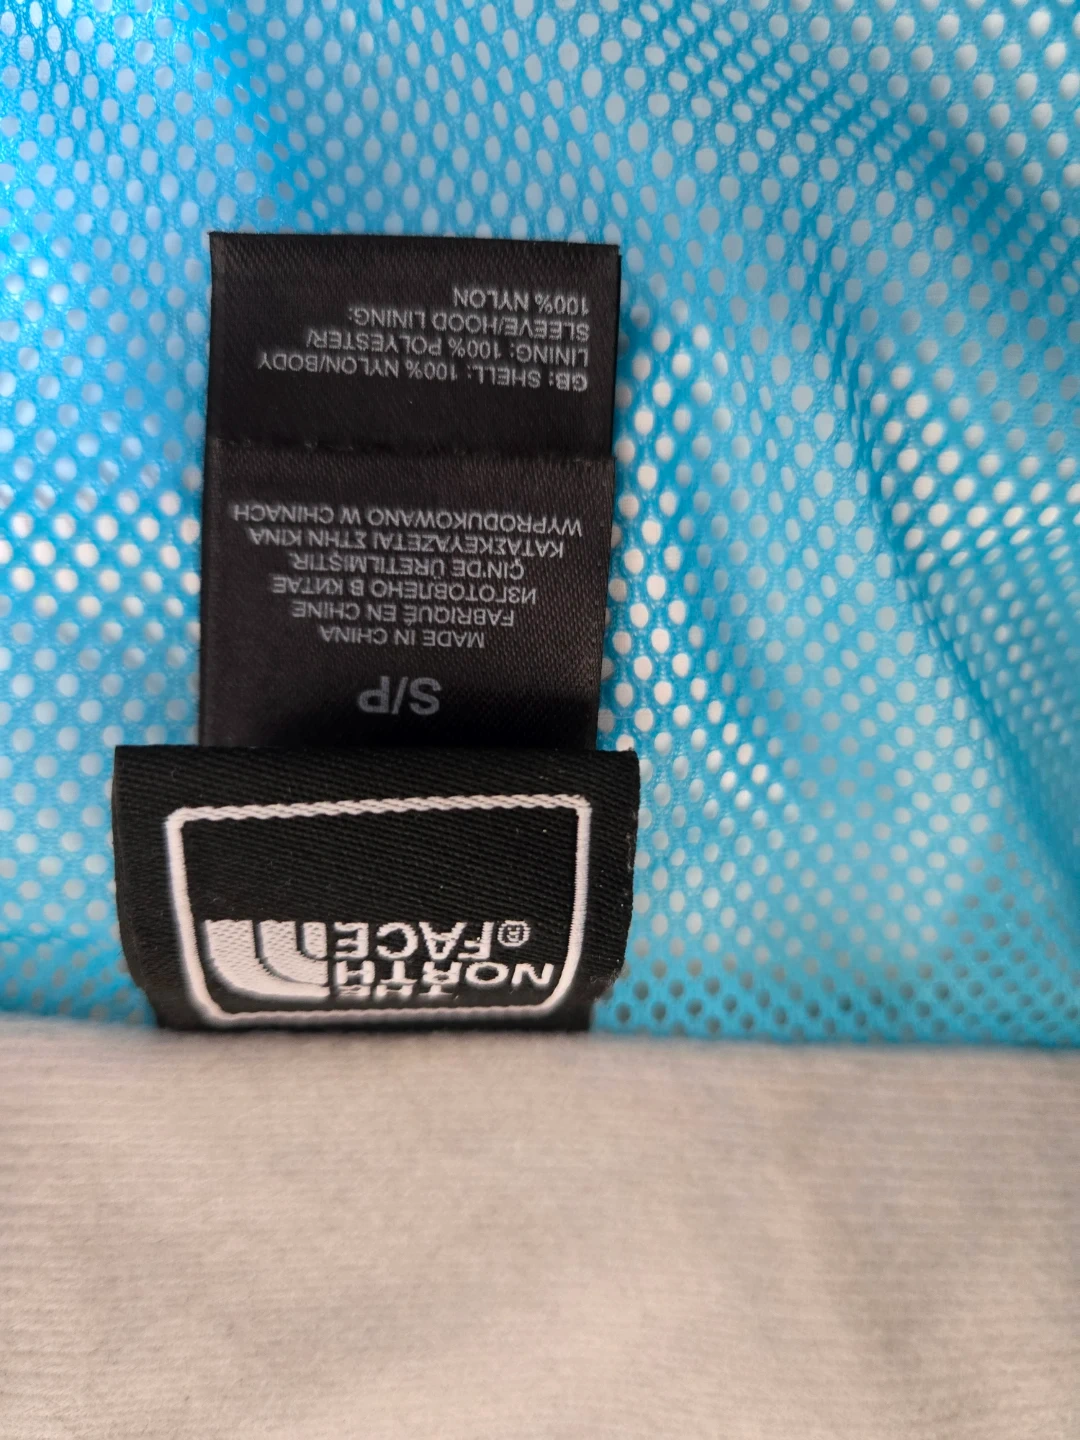 THE
NORTH
FACE®
S/P
MADE IN CHINA
FABRIQUÉ EN CHINE
ИЗГОТОВЛЕНО В КИТАЕ
ÇIN'DE ÜRETILMIŞTIR.
ΚΑΤΑΣΚΕΥΑΖΕΤΑΙ ΣΤΗΝ ΚΙΝΑ
WYPRODUKOWANO W CHINACH
GB: SHELL: 100% NYLON/BODY
LINING: 100% POLYESTER/
SLEEVE/HOOD LINING:
100% NYLON